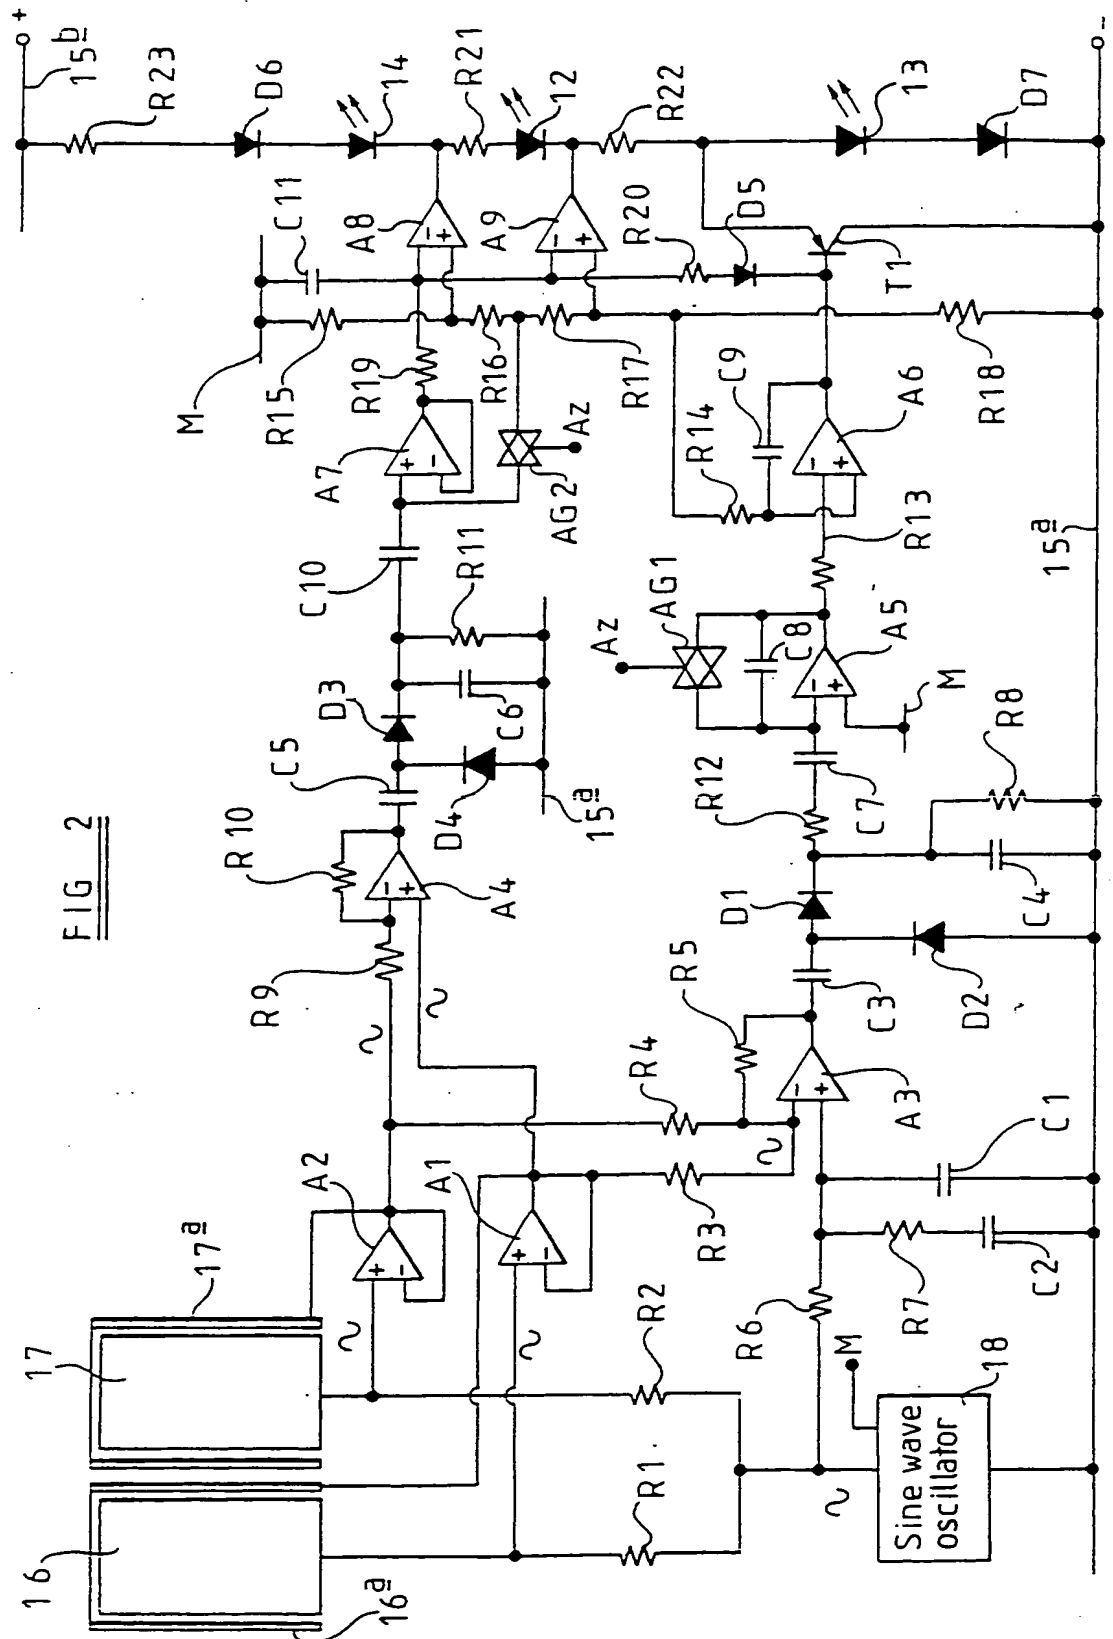 FIG 2
+
15b
R23
D6
14
R21
12
R22
13
D7
-
C11
A8
A9
R20
D5
T1
M
R15
R19
R16
R17
R18
A7
Az
AG2
C9
R14
A6
R13
C10
R11
Az
AG1
15a
D3
C6
C8
A5
M
C5
D4
15a
R12
C7
R8
R10
A4
D1
C4
R9
R5
C3
D2
R4
A3
C1
A2
A1
R3
17a
17
R2
R6
R7
C2
M
18
16
16a
R1
Sine wave
oscillator